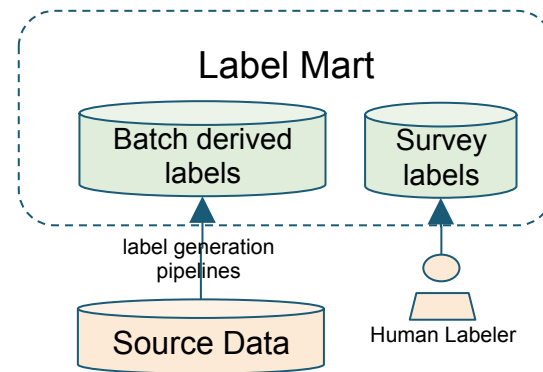 Label Mart
Batch derived
labels
Survey
labels
label generation
pipelines
Human Labeler
Source Data